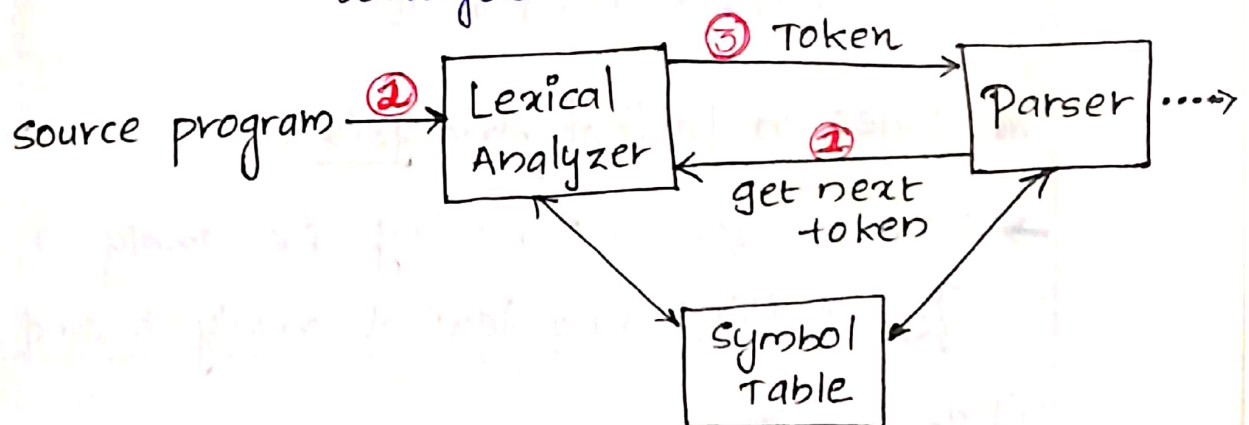 ③ Token
source program
②
Lexical
Analyzer
Parser
①
get next
token
symbol
Table